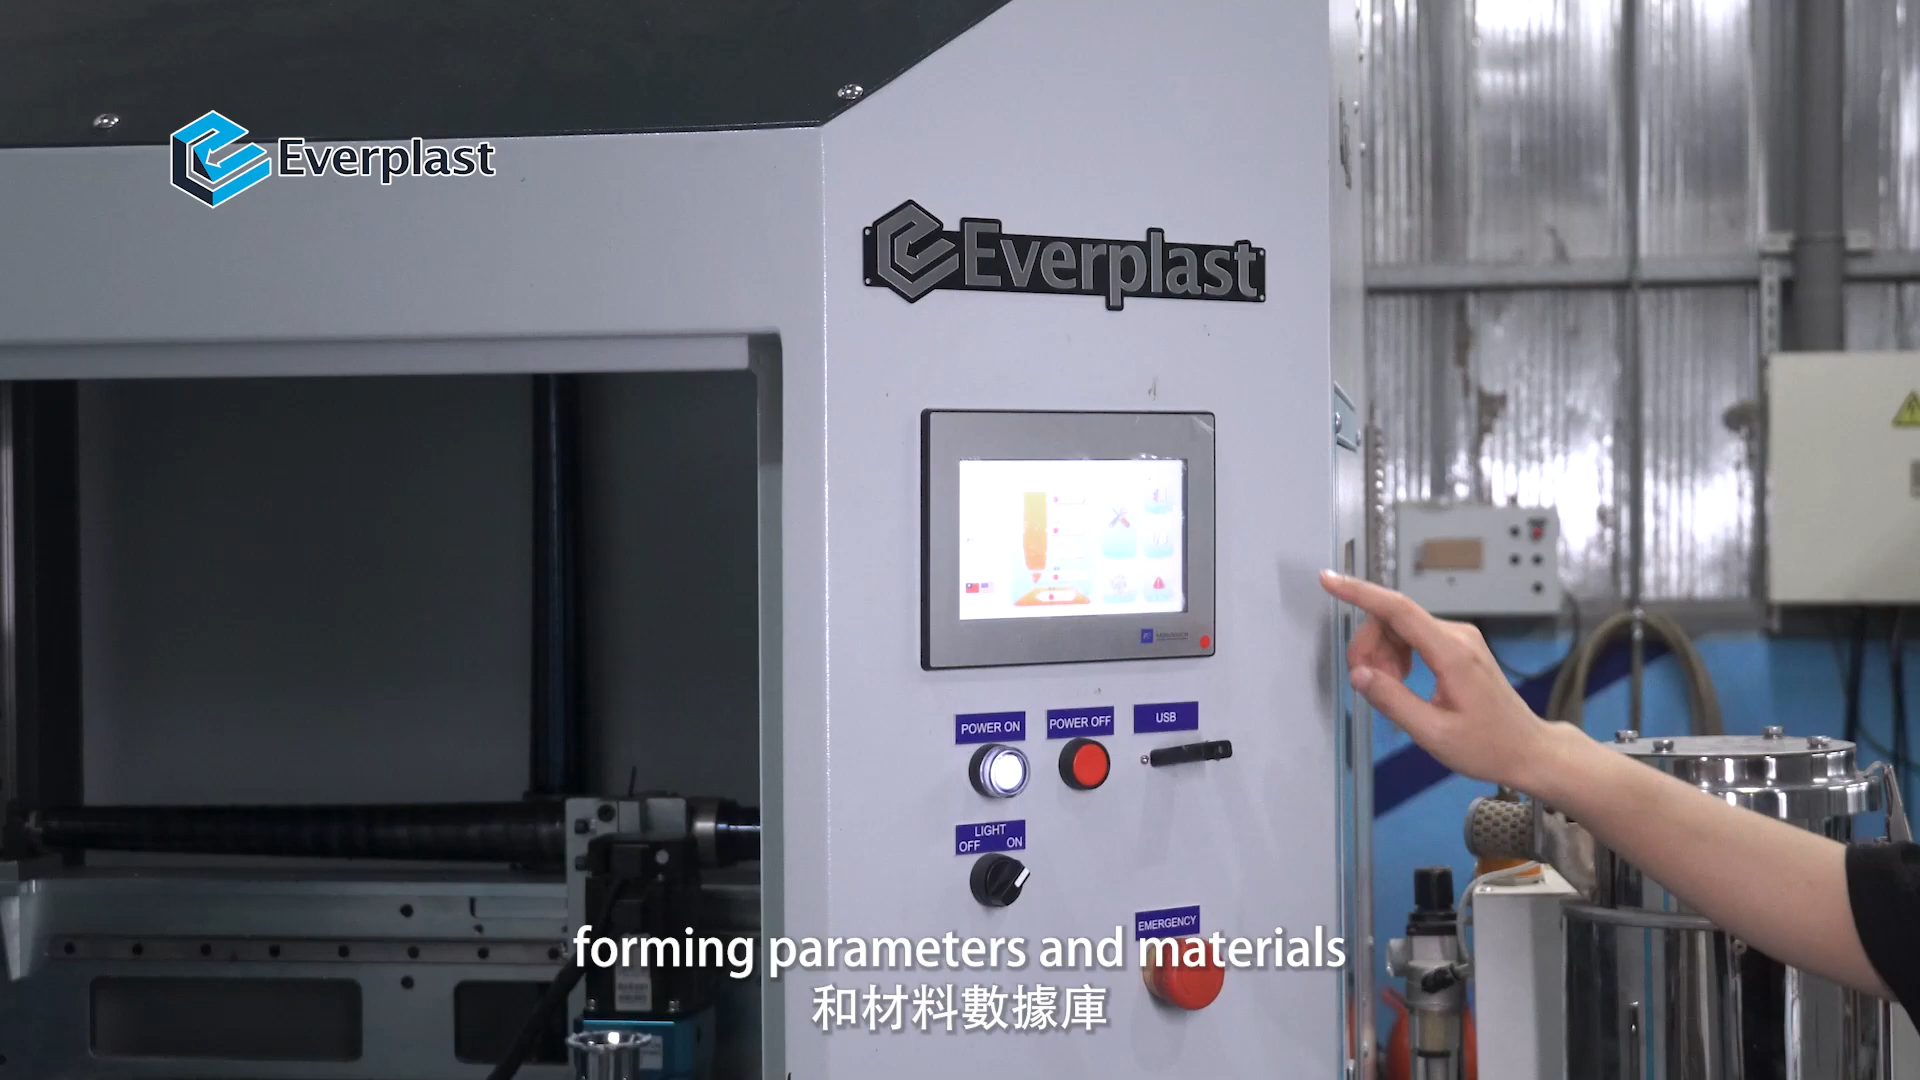 Everplast
Everplast
POWER ON
POWER OFF
USB
LIGHT
OFF ON
EMERGENCY
forming parameters and materials
和材料數據庫